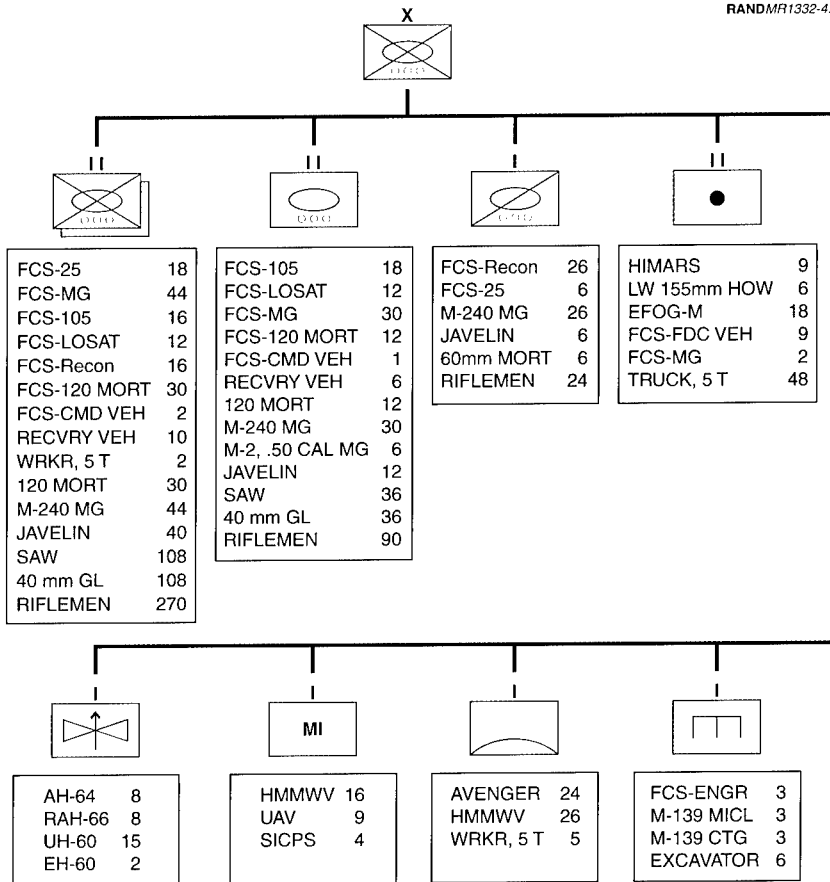 RANDMR1332-4.
X
I I
I I
I
I I
FCS-25 18
FCS-MG 44
FCS-105 16
FCS-LOSAT 12
FCS-Recon 16
FCS-120 MORT 30
FCS-CMD VEH 2
RECVRY VEH 10
WRKR, 5 T 2
120 MORT 30
M-240 MG 44
JAVELIN 40
SAW 108
40 mm GL 108
RIFLEMEN 270
FCS-105 18
FCS-LOSAT 12
FCS-MG 30
FCS-120 MORT 12
FCS-CMD VEH 1
RECVRY VEH 6
120 MORT 12
M-240 MG 30
M-2, .50 CAL MG 6
JAVELIN 12
SAW 36
40 mm GL 36
RIFLEMEN 90
FCS-Recon 26
FCS-25 6
M-240 MG 26
JAVELIN 6
60mm MORT 6
RIFLEMEN 24
HIMARS 9
LW 155mm HOW 6
EFOG-M 18
FCS-FDC VEH 9
FCS-MG 2
TRUCK, 5 T 48
I
I
I
I
MI
AH-64 8
RAH-66 8
UH-60 15
EH-60 2
HMMWV 16
UAV 9
SICPS 4
AVENGER 24
HMMWV 26
WRKR, 5 T 5
FCS-ENGR 3
M-139 MICL 3
M-139 CTG 3
EXCAVATOR 6